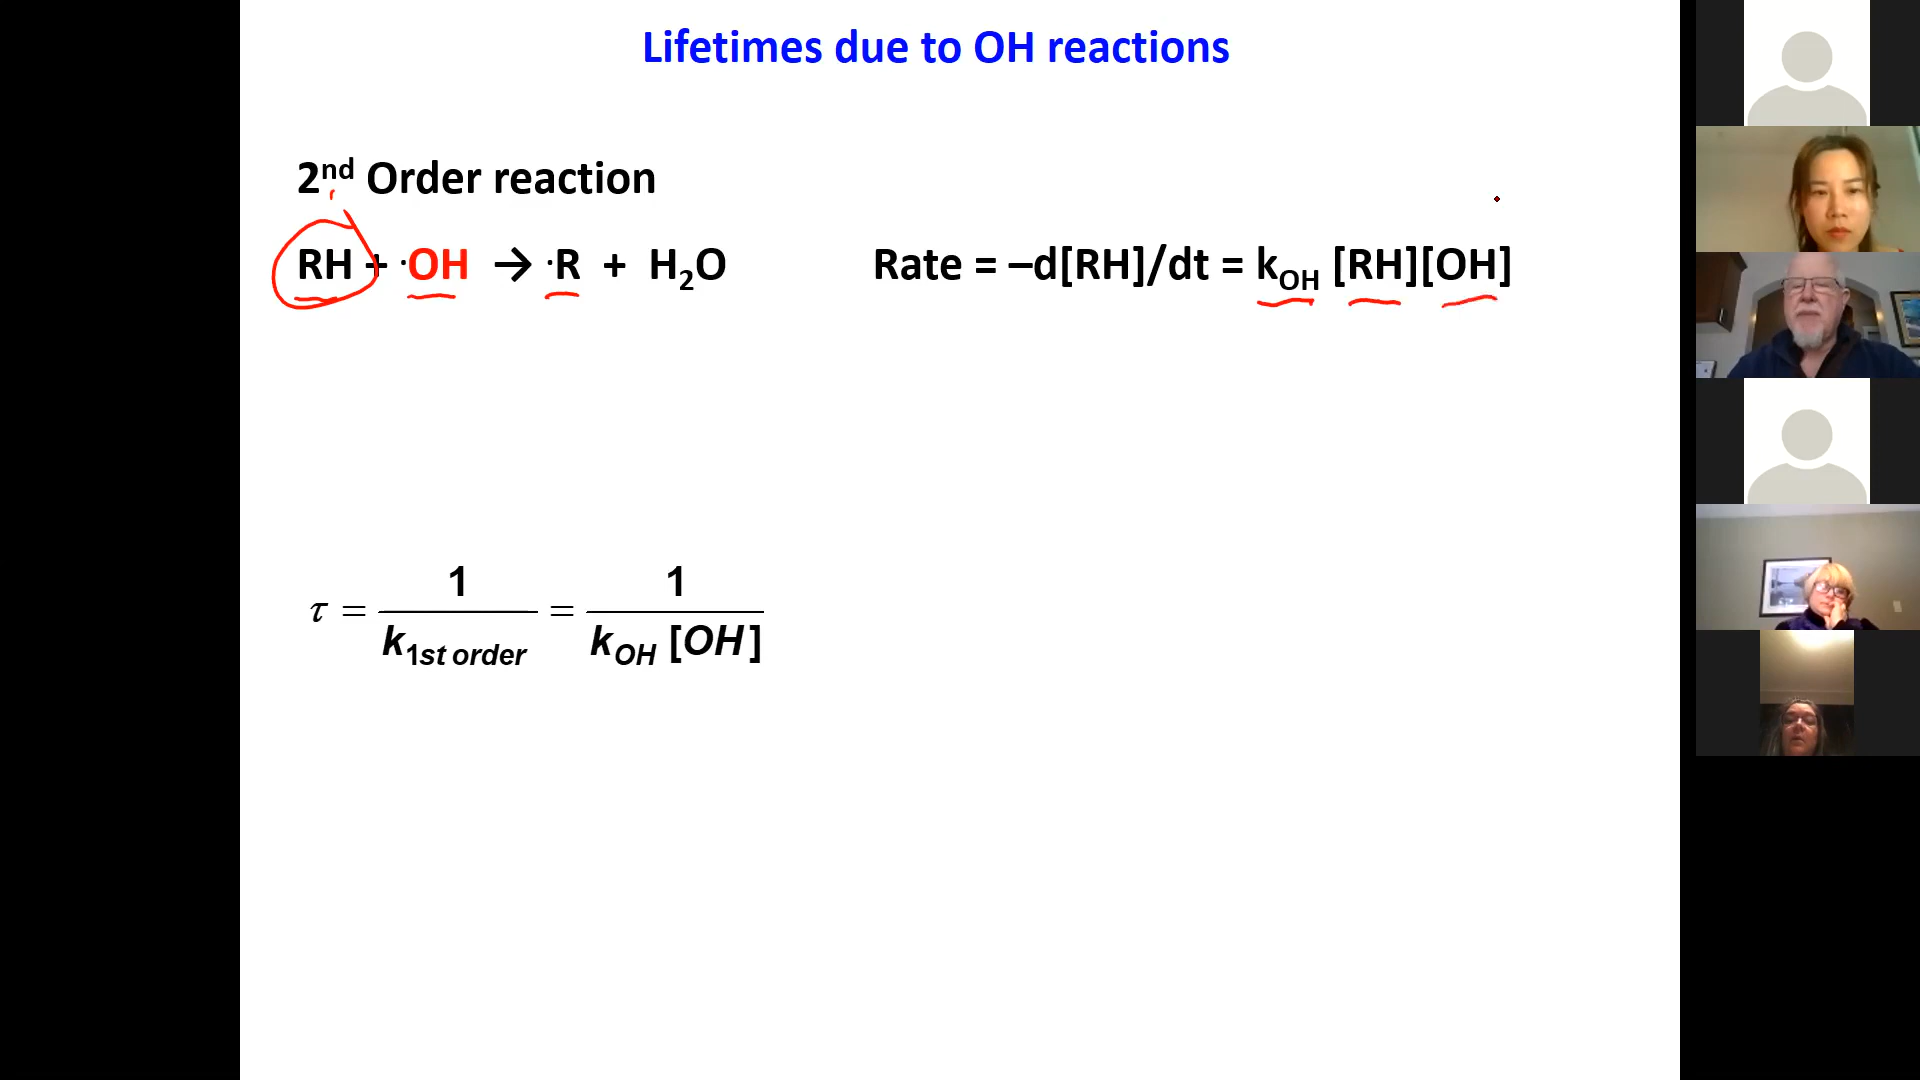 Lifetimes due to OH reactions
2nd Order reaction
RH + ·OH → ·R + H₂O
Rate = –d[RH]/dt = kOH [RH][OH]
τ = 1 / k1st order = 1 / kOH [OH]